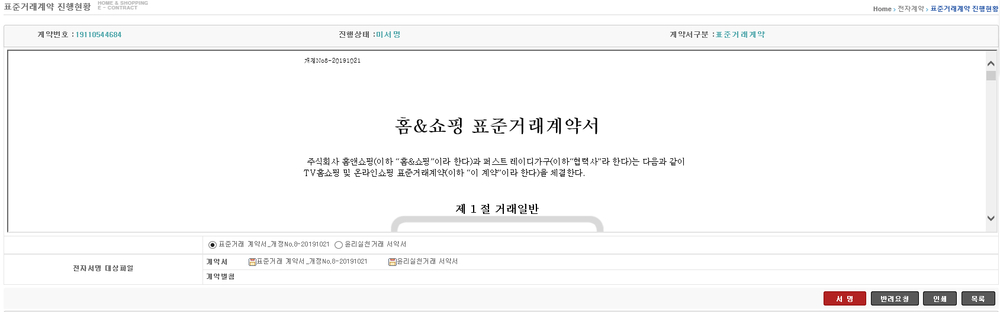 표준거래계약 진행현황
HOME & SHOPPING
E - CONTRACT
Home > 전자계약 > 표준거래계약 진행현황
계약번호 : 19110544684
진행상태 : 미서명
계약서구분 : 표준거래계약
개정No8-20191021
홈&쇼핑 표준거래계약서
주식회사 홈앤쇼핑(이하 “홈&쇼핑”이라 한다)과 퍼스트 레이디가구(이하“협력사”라 한다)는 다음과 같이
TV홈쇼핑 및 온라인쇼핑 표준거래계약(이하 “이 계약”이라 한다)을 체결한다.
제 1 절 거래일반
표준거래 계약서_개정No,8-20191021 윤리실천거래 서약서
전자서명 대상파일
계약서 표준거래 계약서_개정No,8-20191021 윤리실천거래 서약서
계약별첨
서 명 반려요청 인쇄 목록